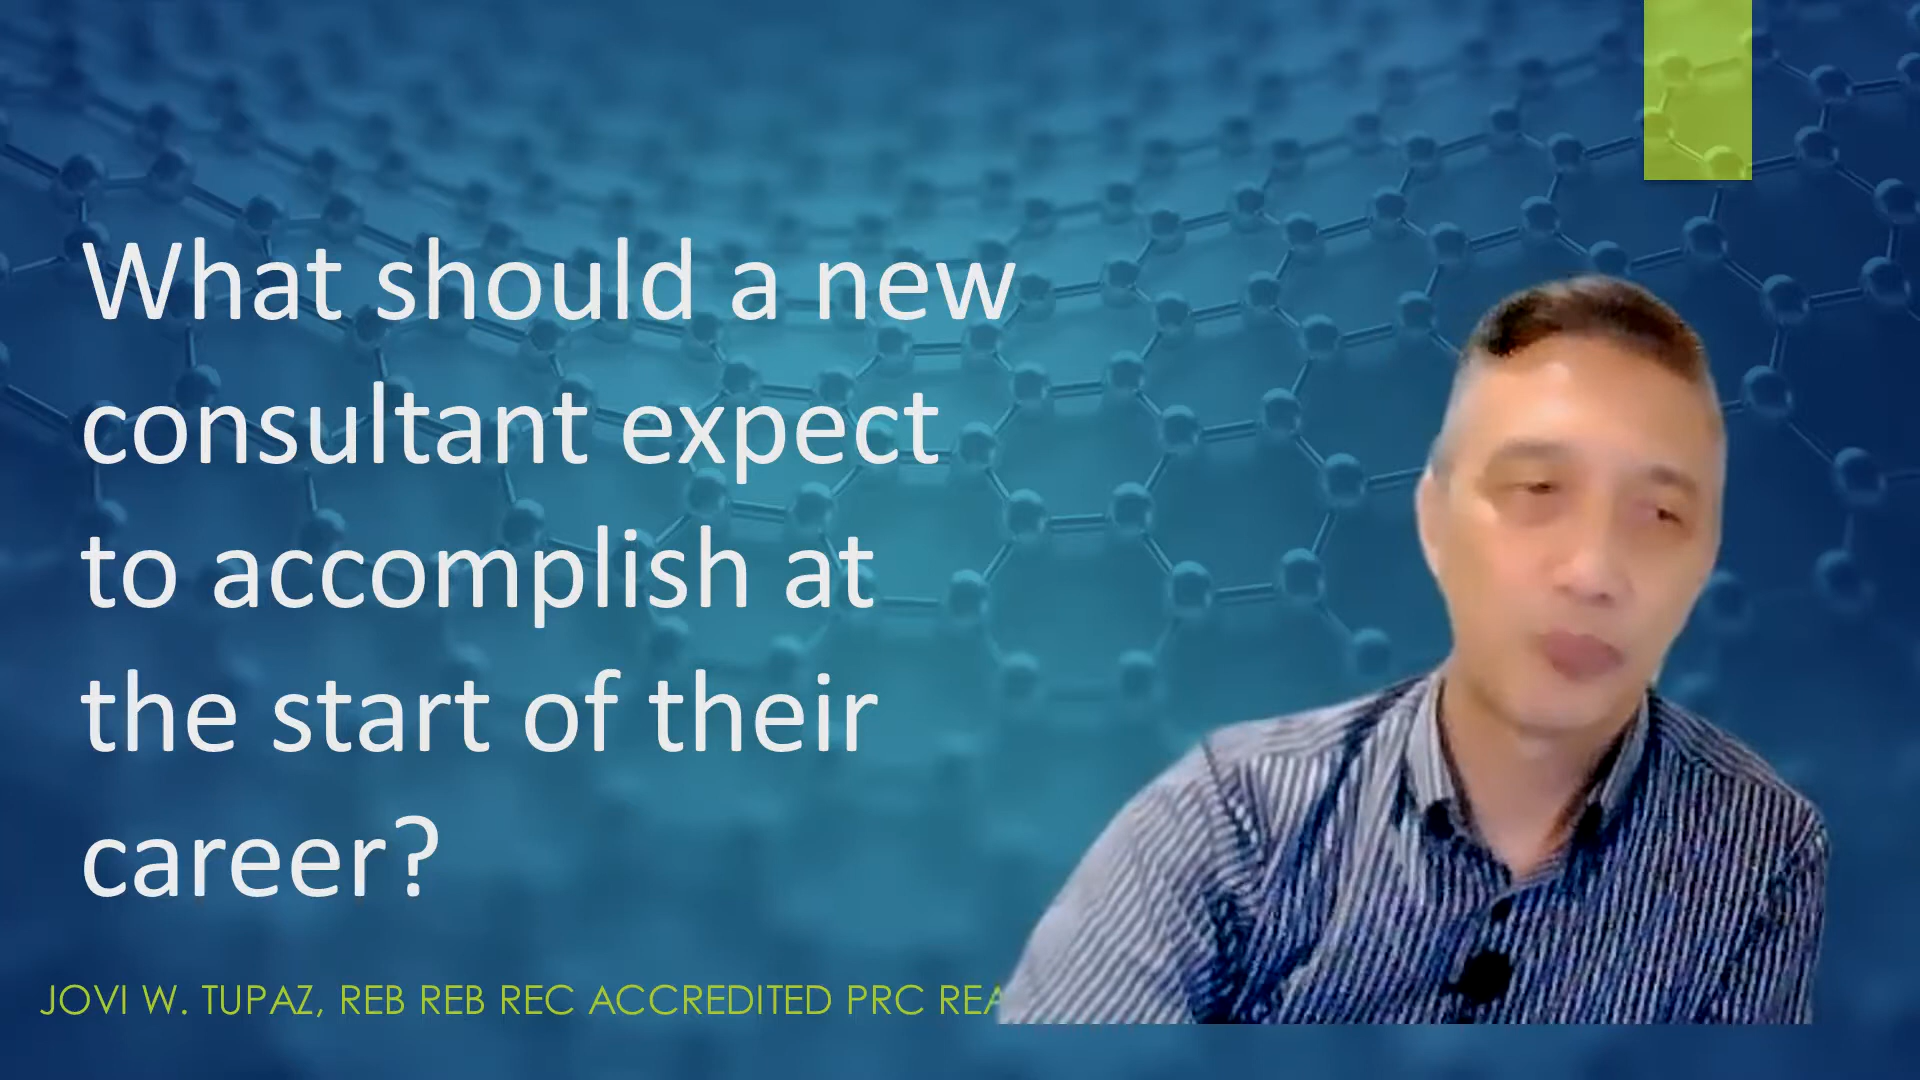 What should a new
consultant expect
to accomplish at
the start of their
career?
JOVI W. TUPAZ, REB REB REC ACCREDITED PRC